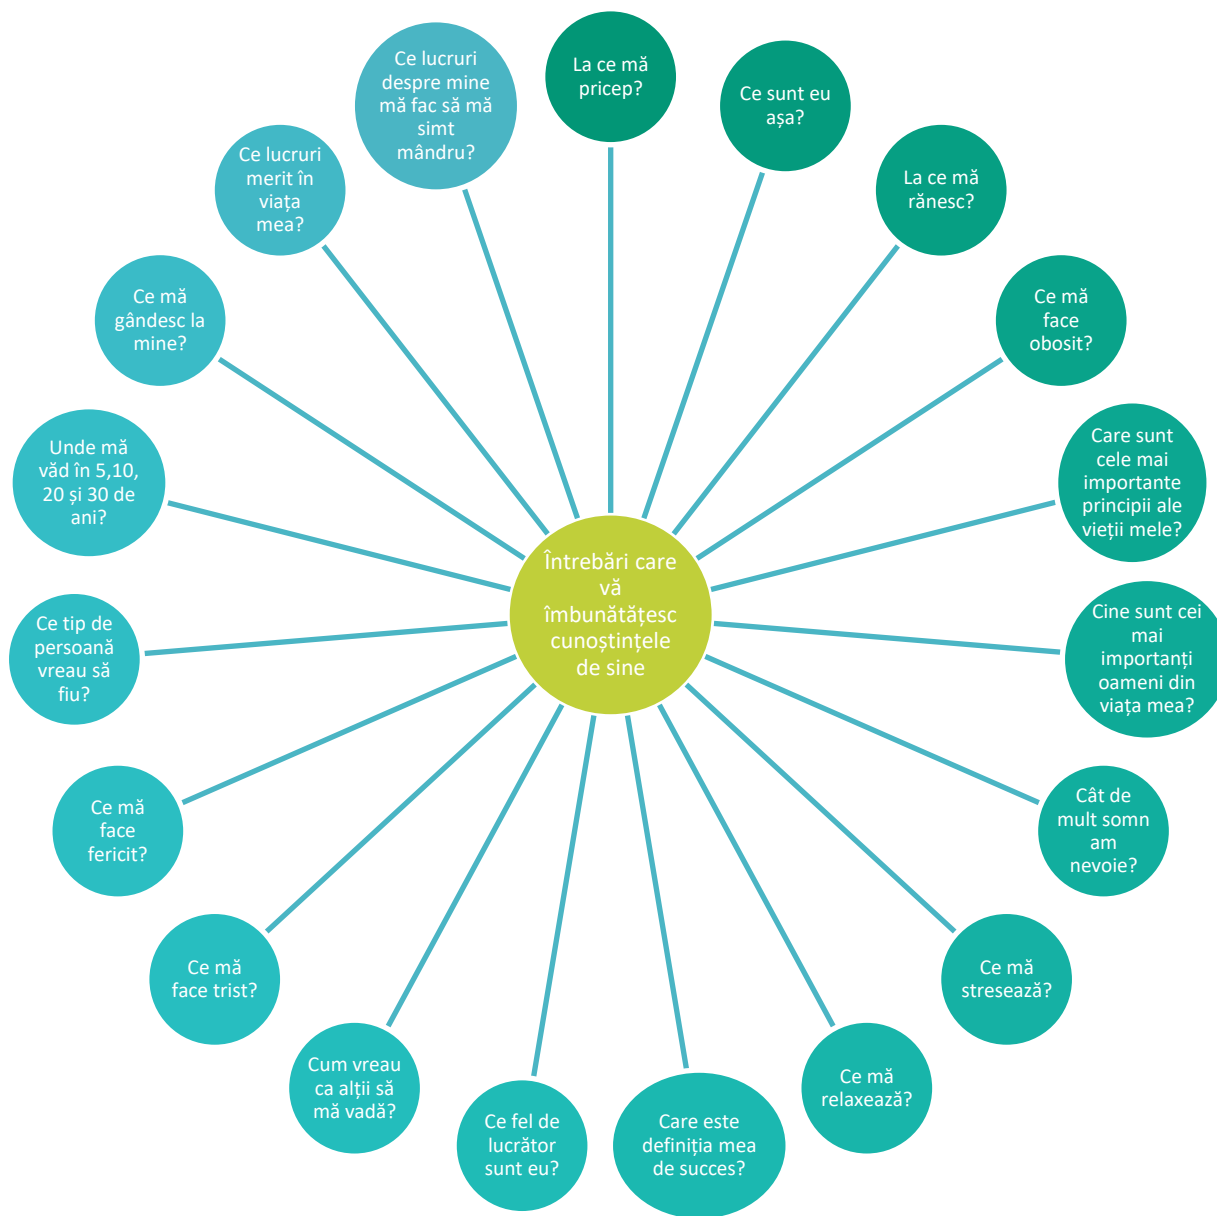 Întrebări care
vă
îmbunătățesc
cunoștințele
de sine
La ce mă
pricep?
Ce sunt eu
așa?
La ce mă
rănesc?
Ce mă
face
obosit?
Care sunt
cele mai
importante
principii ale
vieții mele?
Cine sunt cei
mai
importanți
oameni din
viața mea?
Cât de
mult somn
am
nevoie?
Ce mă
stresează?
Ce mă
relaxează?
Care este
definiția mea
de succes?
Ce fel de
lucrător
sunt eu?
Cum vreau
ca alții să
mă vadă?
Ce mă
face trist?
Ce mă
face
fericit?
Ce tip de
persoană
vreau să
fiu?
Unde mă
văd în 5,10,
20 și 30 de
ani?
Ce mă
gândesc la
mine?
Ce lucruri
merit în
viața
mea?
Ce lucruri
despre mine
mă fac să mă
simt
mândru?